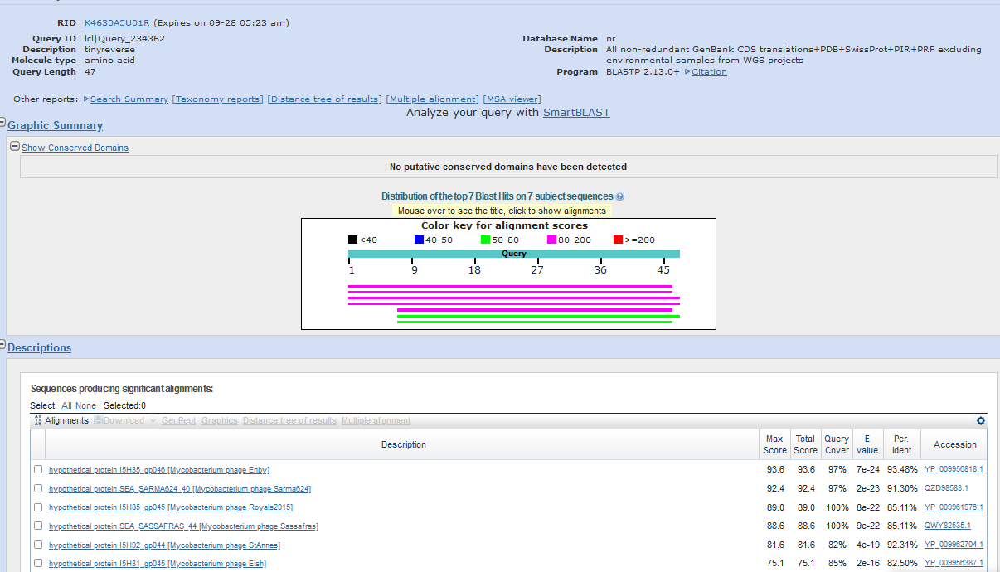 RID K4630A5U01R (Expires on 09-28 05:23 am)
Query ID lcl|Query_234362
Description tinyreverse
Molecule type amino acid
Query Length 47
Database Name nr
Description All non-redundant GenBank CDS translations+PDB+SwissProt+PIR+PRF excluding
environmental samples from WGS projects
Program BLASTP 2.13.0+ Citation
Other reports: Search Summary [Taxonomy reports] [Distance tree of results] [Multiple alignment] [MSA viewer]
Analyze your query with SmartBLAST
Graphic Summary
Show Conserved Domains
No putative conserved domains have been detected
Distribution of the top 7 Blast Hits on 7 subject sequences
Mouse over to see the title, click to show alignments
Color key for alignment scores
<40 40-50 50-80 80-200 >=200
Query
1 9 18 27 36 45
Descriptions
Sequences producing significant alignments:
Select: All None Selected:0
Alignments Download GenPept Graphics Distance tree of results Multiple alignment
Description Max Score Total Score Query Cover E value Per. Ident Accession
hypothetical protein I5H35_gp046 [Mycobacterium phage Enby] 93.6 93.6 97% 7e-24 93.48% YP_009956818.1
hypothetical protein SEA_SARMA624_40 [Mycobacterium phage Sarma624] 92.4 92.4 97% 2e-23 91.30% QZD98583.1
hypothetical protein I5H85_gp045 [Mycobacterium phage Royals2015] 89.0 89.0 100% 8e-22 85.11% YP_009961976.1
hypothetical protein SEA_SASSAFRAS_44 [Mycobacterium phage Sassafras] 88.6 88.6 100% 9e-22 85.11% QWY82535.1
hypothetical protein I5H92_gp044 [Mycobacterium phage StAnnes] 81.6 81.6 82% 4e-19 92.31% YP_009962704.1
hypothetical protein I5H31_gp045 [Mycobacterium phage Eish] 75.1 75.1 85% 2e-16 82.50% YP_009956387.1